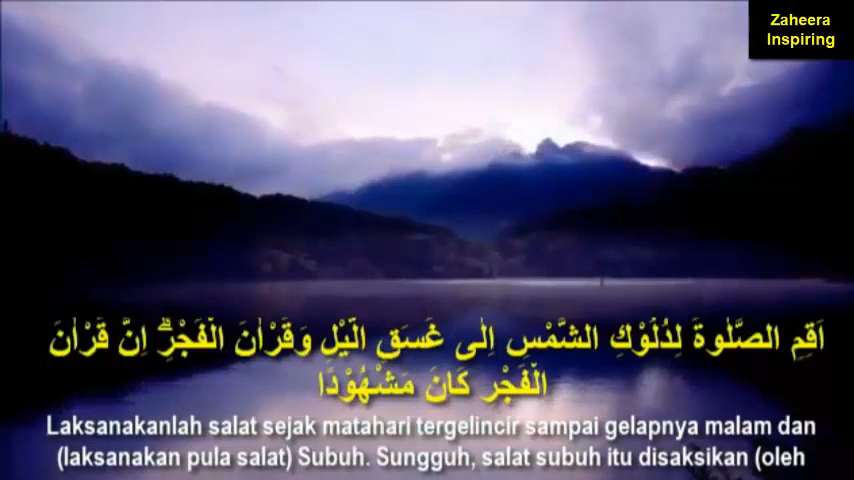 Zaheera
Inspiring
اَقِمِ الصَّلٰوةَ لِدُلُوْكِ الشَّمْسِ اِلٰى غَسَقِ الَّيْلِ وَقُرْاٰنَ الْفَجْرِۗ اِنَّ قُرْاٰنَ
الْفَجْرِ كَانَ مَشْهُوْدًا
Laksanakanlah salat sejak matahari tergelincir sampai gelapnya malam dan
(laksanakan pula salat) Subuh. Sungguh, salat subuh itu disaksikan (oleh